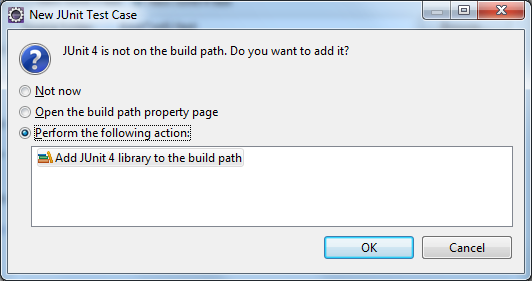 New JUnit Test Case
JUnit 4 is not on the build path. Do you want to add it?
Not now
Open the build path property page
Perform the following action:
Add JUnit 4 library to the build path
OK
Cancel